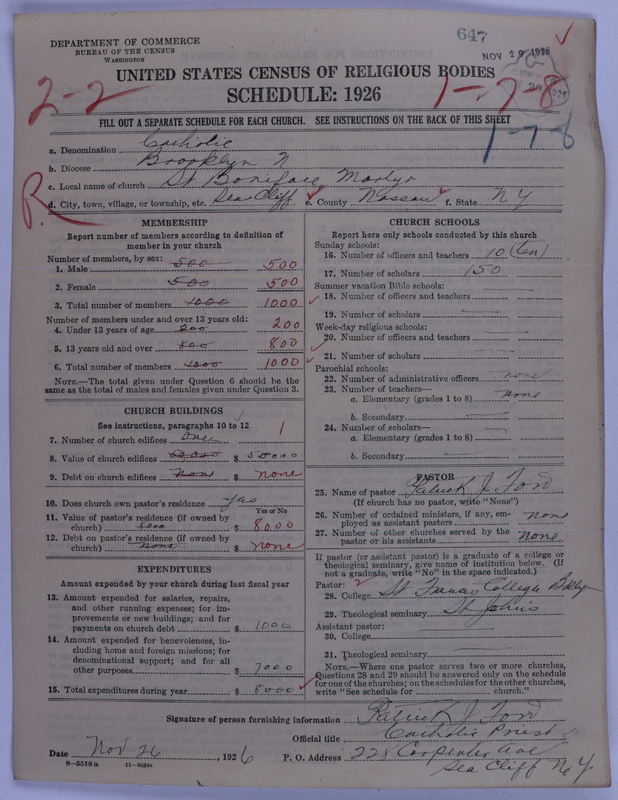 647
DEPARTMENT OF COMMERCE
BUREAU OF THE CENSUS
WASHINGTON
NOV 29 1926
UNITED STATES CENSUS OF RELIGIOUS BODIES
SCHEDULE: 1926
2-2
1-7-8
FILL OUT A SEPARATE SCHEDULE FOR EACH CHURCH. SEE INSTRUCTIONS ON THE BACK OF THIS SHEET
1-7-8
a. Denomination Catholic
b. Diocese Brooklyn N
c. Local name of church St Boniface Martyr
R.
d. City, town, village, or township, etc. Sea Cliff e. County Nassau f. State N Y
MEMBERSHIP
Report number of members according to definition of member in your church
Number of members, by sex:
1. Male 500 500
2. Female 500 500
3. Total number of members 1000 1000
Number of members under and over 13 years old:
4. Under 13 years of age 200 200
5. 13 years old and over 800 800
6. Total number of members 1000 1000
NOTE.—The total given under Question 6 should be the same as the total of males and females given under Question 3.
CHURCH BUILDINGS
See instructions, paragraphs 10 to 12
7. Number of church edifices One 1
8. Value of church edifices $ 50000
9. Debt on church edifices None $ none
10. Does church own pastor's residence yes
Yes or No
11. Value of pastor's residence (if owned by church) 8000 $ 8000
12. Debt on pastor's residence (if owned by church) none $ none
EXPENDITURES
Amount expended by your church during last fiscal year
13. Amount expended for salaries, repairs, and other running expenses; for improvements or new buildings; and for payments on church debt $ 1000
14. Amount expended for benevolences, including home and foreign missions; for denominational support; and for all other purposes $ 7000
15. Total expenditures during year $ 8000
CHURCH SCHOOLS
Report here only schools conducted by this church
Sunday schools:
16. Number of officers and teachers 10 (ten)
17. Number of scholars 150
Summer vacation Bible schools:
18. Number of officers and teachers
19. Number of scholars
Week-day religious schools:
20. Number of officers and teachers
21. Number of scholars
Parochial schools:
22. Number of administrative officers none
23. Number of teachers—
a. Elementary (grades 1 to 8) none
b. Secondary
24. Number of scholars—
a. Elementary (grades 1 to 8)
b. Secondary
PASTOR
25. Name of pastor Patrick J. Ford
(If church has no pastor, write "None")
26. Number of ordained ministers, if any, employed as assistant pastors none
27. Number of other churches served by the pastor or his assistants None
If pastor (or assistant pastor) is a graduate of a college or theological seminary, give name of institution below. (If not a graduate, write "No" in the space indicated.)
Pastor:
28. College St Francis College Bklyn
29. Theological seminary St Johns
Assistant pastor:
30. College
31. Theological seminary
NOTE.—Where one pastor serves two or more churches, Questions 28 and 29 should be answered only on the schedule for one of the churches; on the schedules for the other churches, write "See schedule for church."
Signature of person furnishing information Patrick J Ford
Official title Catholic Priest
Date Nov 26, 1926 P. O. Address 228 Carpenter Ave
Sea Cliff N. Y.
8-5518a